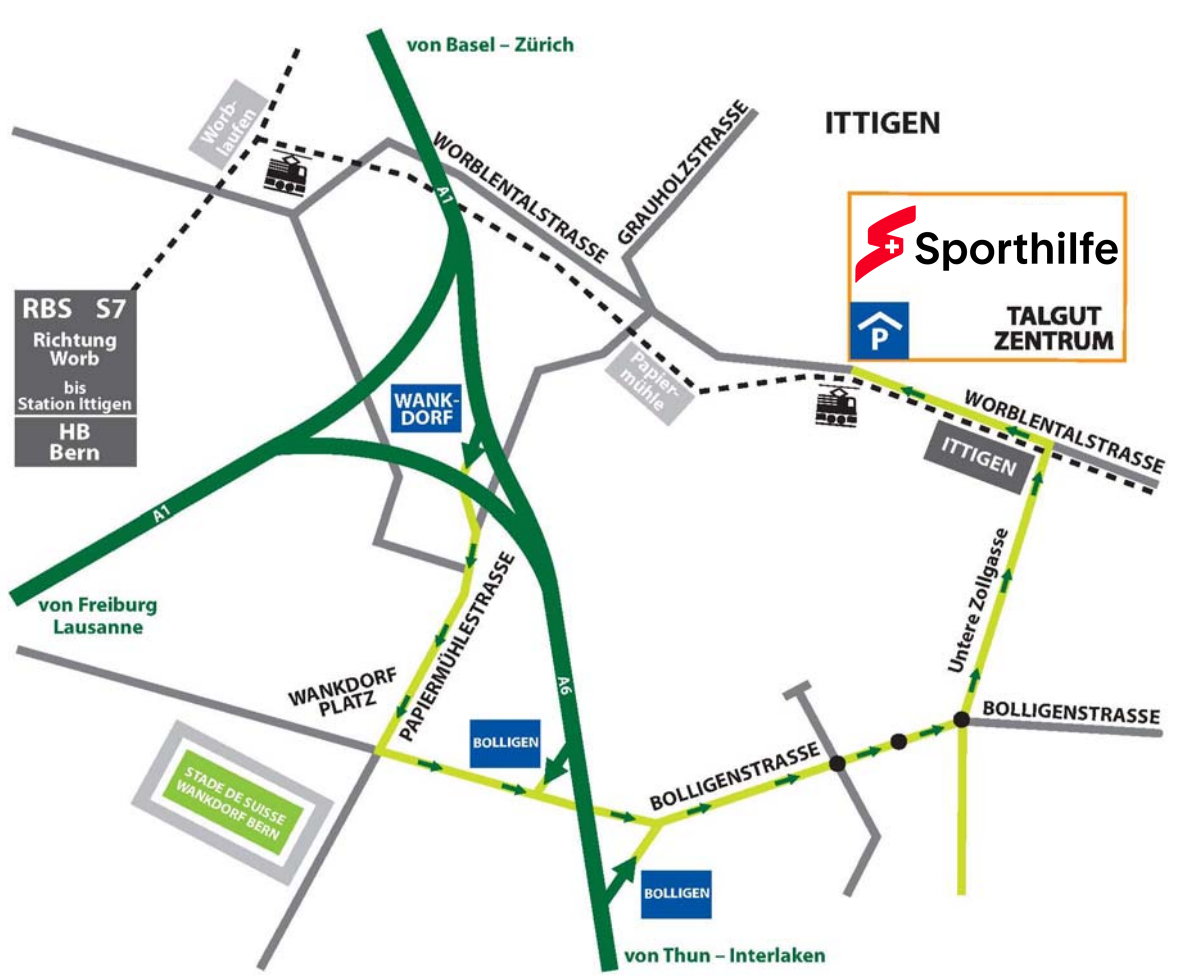 von Basel – Zürich
ITTIGEN
Worb-
laufen
WORBLENTALSTRASSE
GRAUHOLZSTRASSE
A1
Sporthilfe
P
TALGUT
ZENTRUM
RBS S7
Richtung
Worb
bis
Station Ittigen
HB
Bern
Papier-
mühle
WANK-
DORF
WORBLENTALSTRASSE
ITTIGEN
A1
von Freiburg
Lausanne
PAPIERMÜHLESTRASSE
Untere Zollgasse
WANKDORF
PLATZ
A6
BOLLIGENSTRASSE
BOLLIGEN
BOLLIGENSTRASSE
STADE DE SUISSE
WANKDORF BERN
BOLLIGEN
von Thun – Interlaken